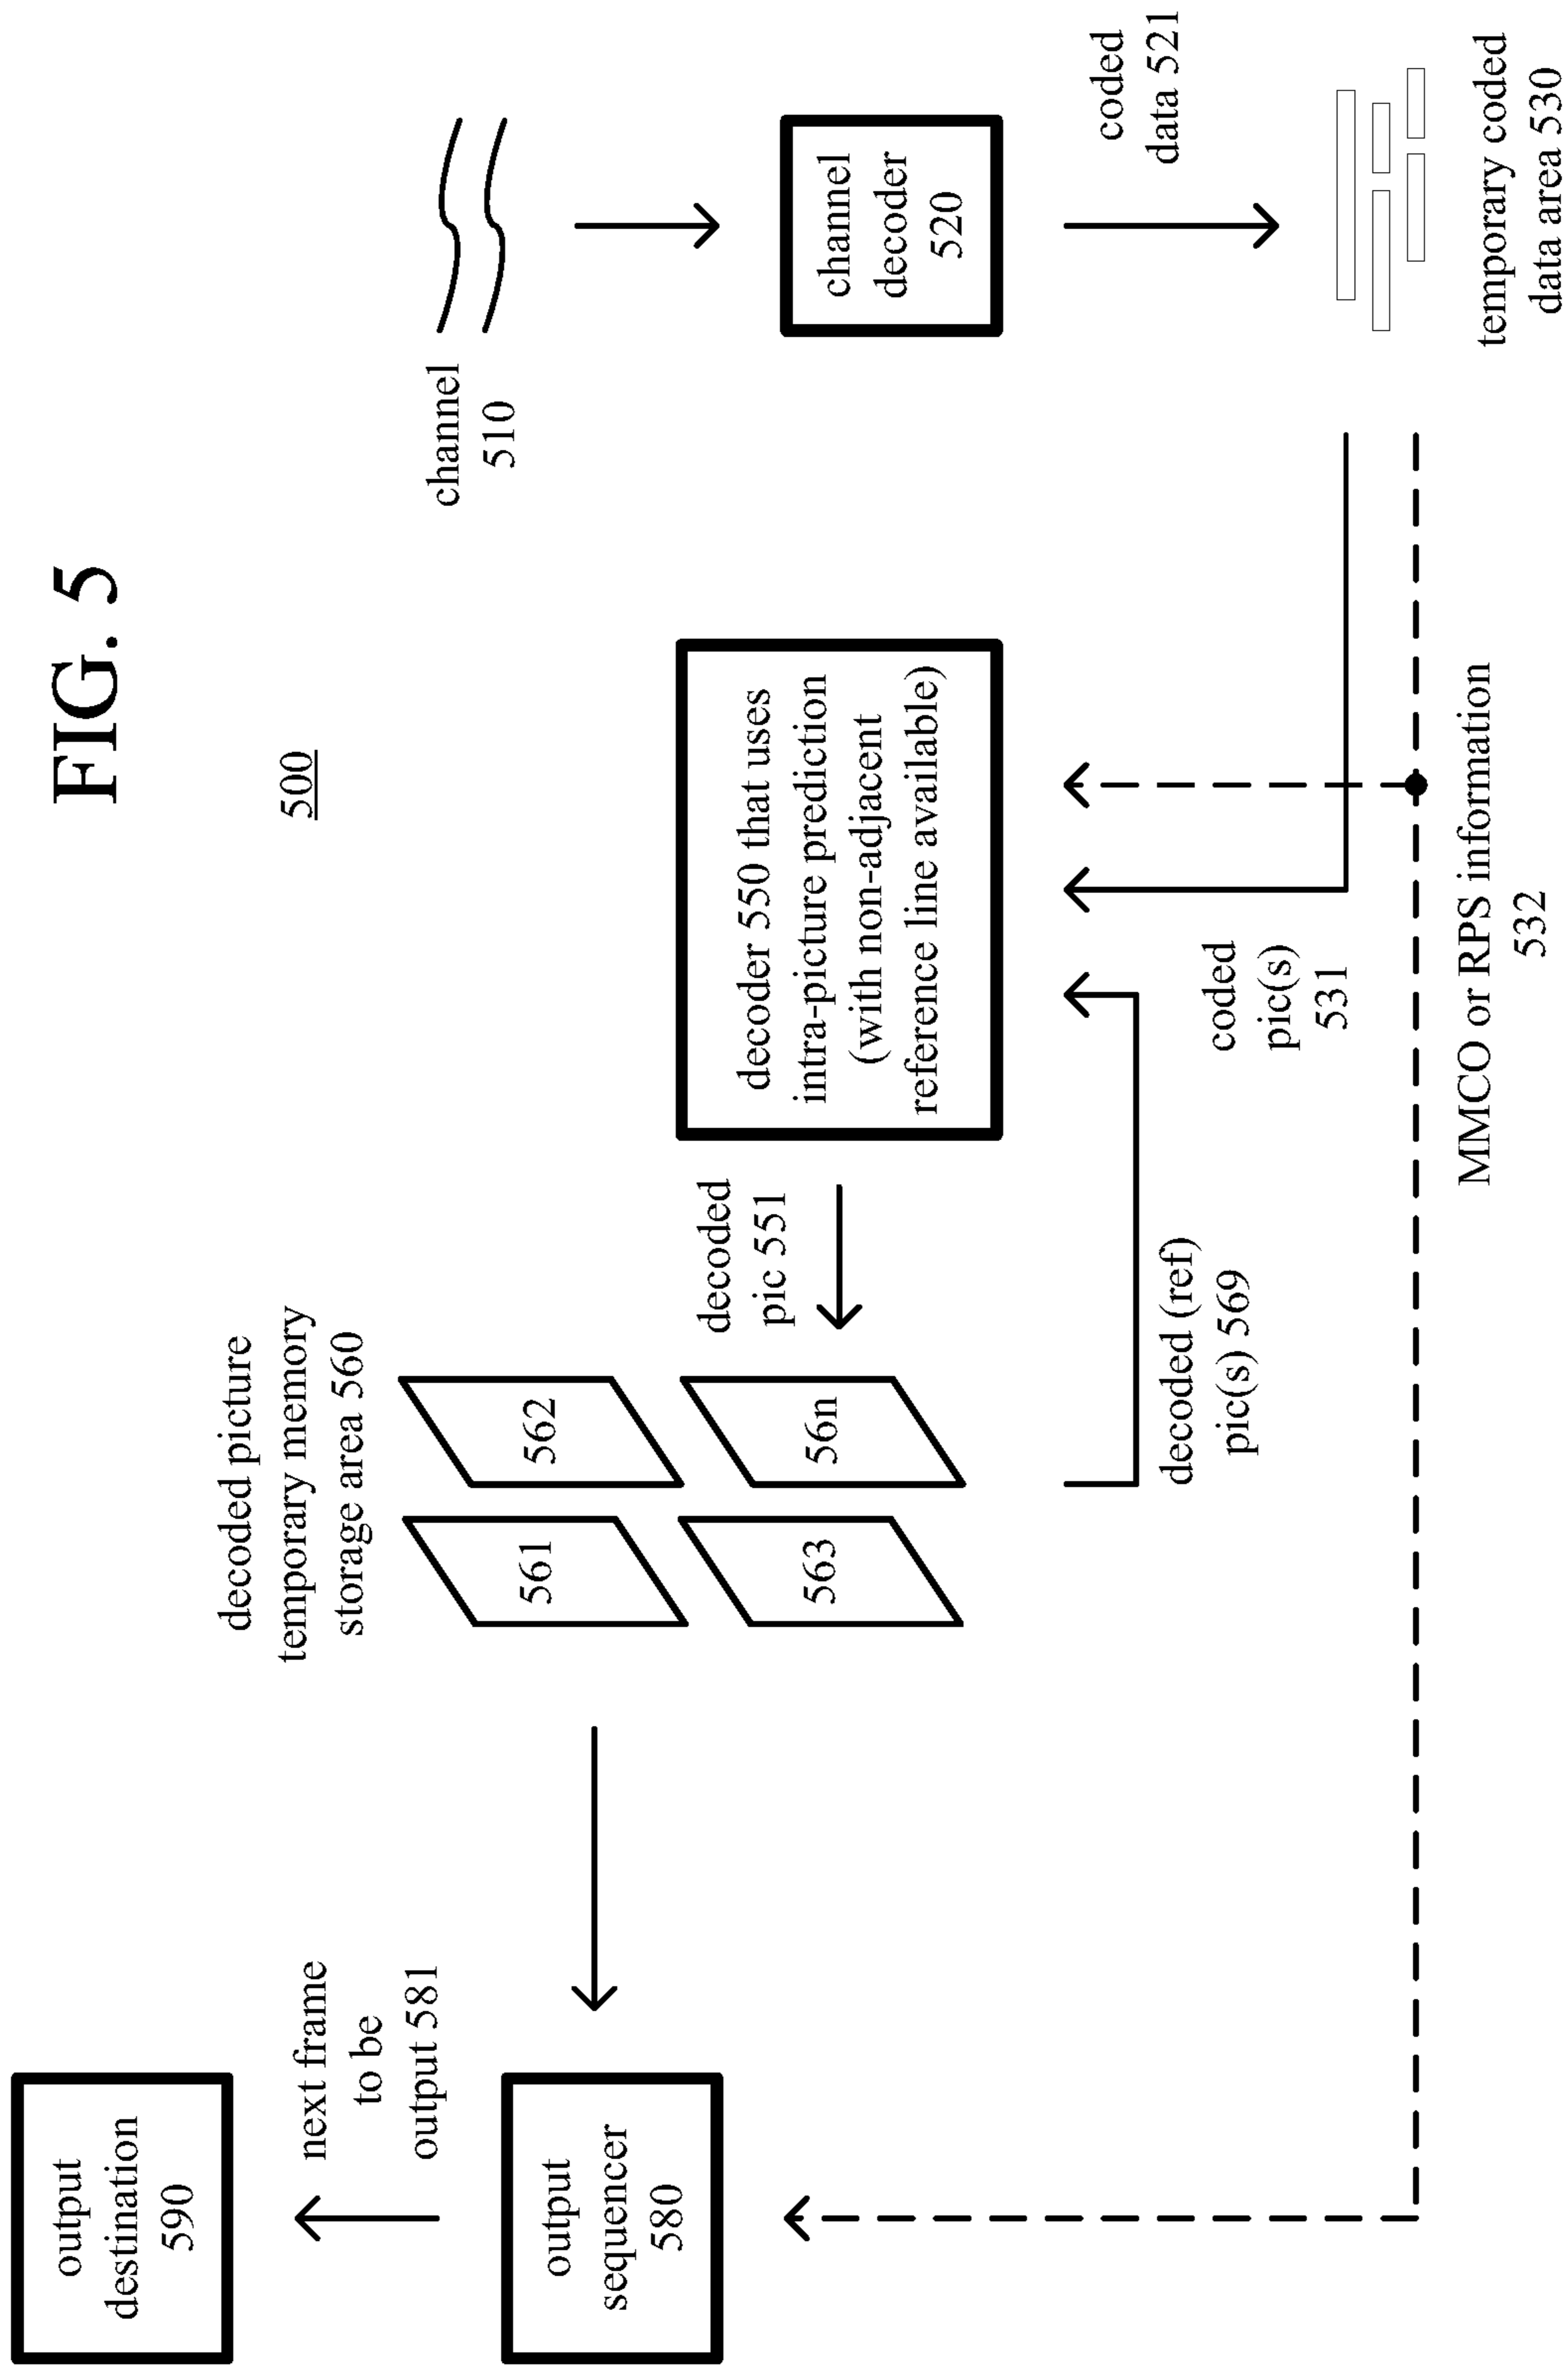 FIG. 5
500
output
destination
590
next frame
to be
output 581
output
sequencer
580
decoded picture
temporary memory
storage area 560
561
562
563
56n
decoded
pic 551
decoded (ref)
pic(s) 569
decoder 550 that uses
intra-picture prediction
(with non-adjacent
reference line available)
coded
pic(s)
531
MMCO or RPS information
532
channel
510
channel
decoder
520
coded
data 521
temporary coded
data area 530